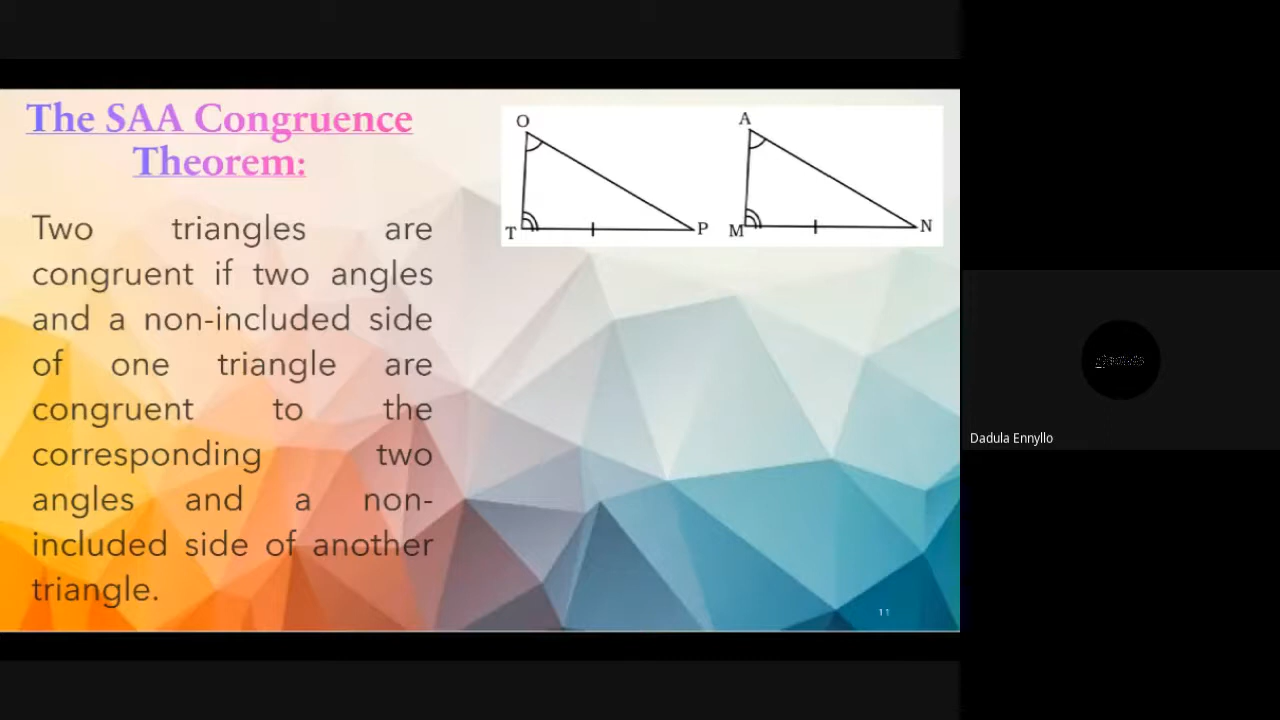 The SAA Congruence
Theorem:
Two triangles are
congruent if two angles
and a non-included side
of one triangle are
congruent to the
corresponding two
angles and a non-
included side of another
triangle.
O
T
P
A
M
N
11
Dadula Ennyllo